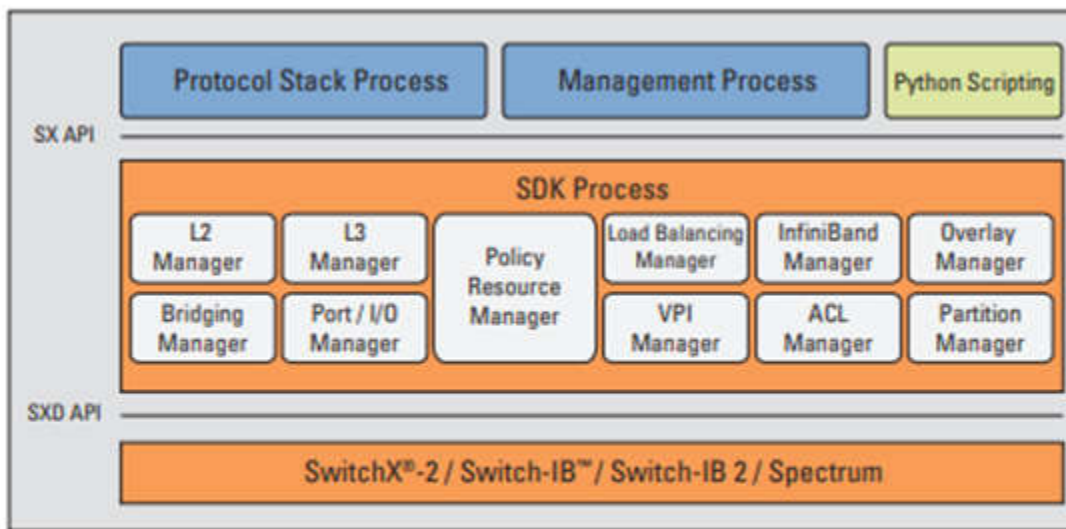 Protocol Stack Process
Management Process
Python Scripting
SX API
SDK Process
L2
Manager
L3
Manager
Policy
Resource
Manager
Load Balancing
Manager
InfiniBand
Manager
Overlay
Manager
Bridging
Manager
Port / I/O
Manager
VPI
Manager
ACL
Manager
Partition
Manager
SXD API
SwitchX®-2 / Switch-IB™/ Switch-IB 2 / Spectrum